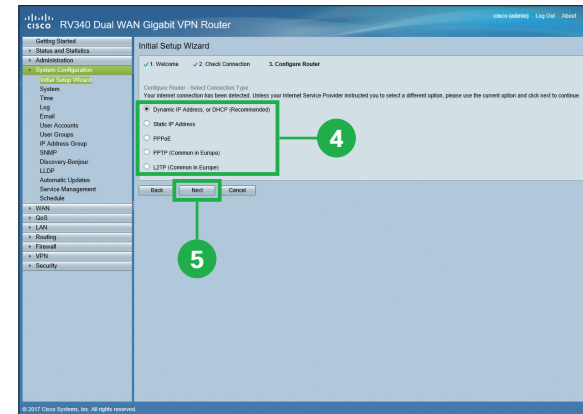 cisco RV340 Dual WAN Gigabit VPN Router
cisco (admin) Log Out About
Getting Started
Status and Statistics
Administration
System Configuration
Initial Setup Wizard
System
Time
Log
Email
User Accounts
User Groups
IP Address Group
SNMP
Discovery-Bonjour
LLDP
Automatic Updates
Service Management
Schedule
WAN
QoS
LAN
Routing
Firewall
VPN
Security
Initial Setup Wizard
1. Welcome 2. Check Connection 3. Configure Router
Configure Router - Select Connection Type
Your internet connection has been detected. Unless your Internet Service Provider instructed you to select a different option, please use the current option and click next to continue.
Dynamic IP Address, or DHCP (Recommended)
Static IP Address
PPPoE
PPTP (Common in Europe)
L2TP (Common in Europe)
4
Back Next Cancel
5
© 2017 Cisco Systems, Inc. All rights reserved.